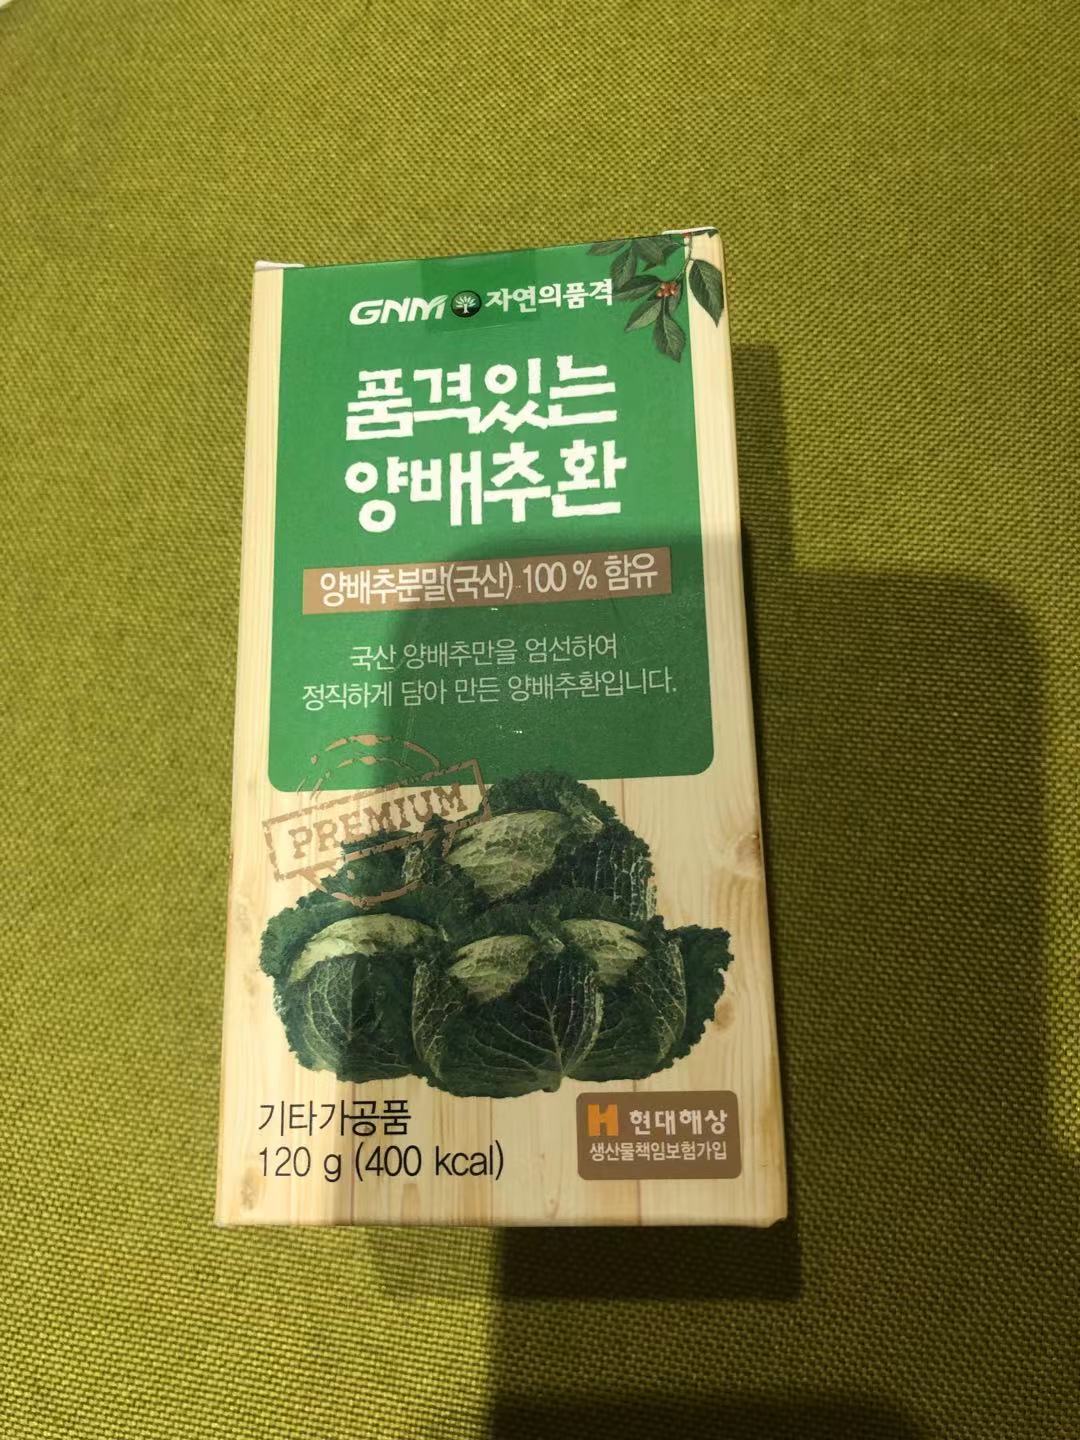 GNM 자연의품격
품격있는
양배추환
양배추분말(국산) 100 % 함유
국산 양배추만을 엄선하여
정직하게 담아 만든 양배추환입니다.
PREMIUM
기타가공품
120 g (400 kcal)
H 현대해상
생산물책임보험가입